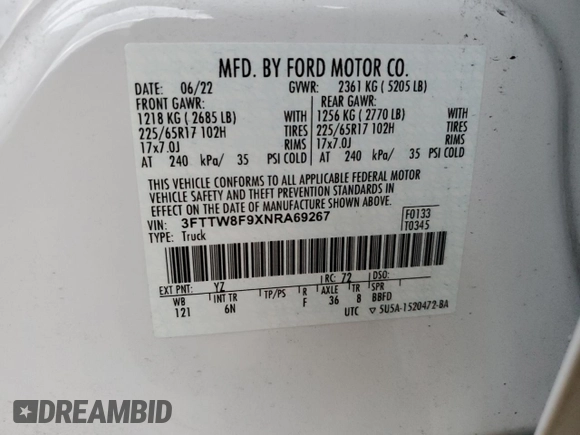 MFD. BY FORD MOTOR CO.
DATE: 06/22 GVWR: 2361 KG ( 5205 LB)
FRONT GAWR: REAR GAWR:
1218 KG ( 2685 LB) WITH 1256 KG ( 2770 LB) WITH
225/65R17 102H TIRES 225/65R17 102H TIRES
17x7.0J RIMS 17x7.0J RIMS
AT 240 kPa/ 35 PSI COLD AT 240 kPa/ 35 PSI COLD
THIS VEHICLE CONFORMS TO ALL APPLICABLE FEDERAL MOTOR
VEHICLE SAFETY AND THEFT PREVENTION STANDARDS IN
EFFECT ON THE DATE OF MANUFACTURE SHOWN ABOVE.
VIN: 3FTTW8F9XNRA69267 F0133
TYPE: Truck T0345
EXT PNT: YZ RC: 72 DSO:
WB INT TR TP/PS R AXLE TR SPR
121 6N F 36 8 BBFD
UTC ▽ 5U5A-1520472-BA
DREAMBID